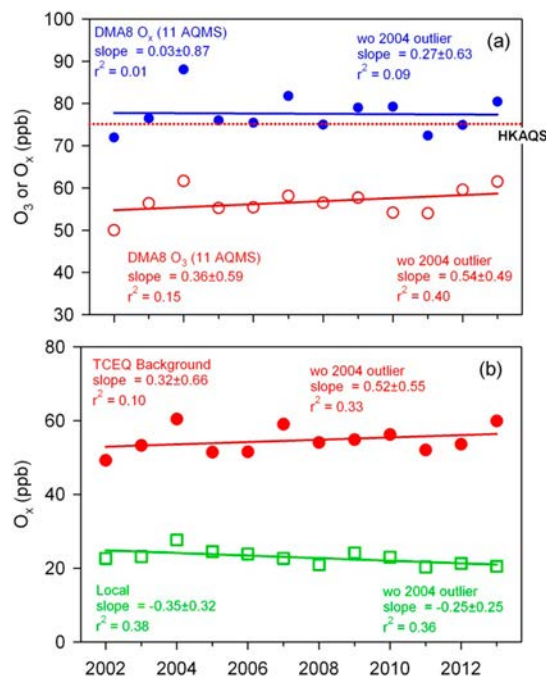 DMA8 Oₓ (11 AQMS)
slope = 0.03±0.87
r² = 0.01
wo 2004 outlier
slope = 0.27±0.63
r² = 0.09
(a)
100
90
80
70
60
50
40
30
O₃ or Oₓ (ppb)
HKAQS
DMA8 O₃ (11 AQMS)
slope = 0.36±0.59
r² = 0.15
wo 2004 outlier
slope = 0.54±0.49
r² = 0.40
TCEQ Background
slope = 0.32±0.66
r² = 0.10
wo 2004 outlier
slope = 0.52±0.55
r² = 0.33
(b)
80
60
40
20
0
Oₓ (ppb)
Local
slope = -0.35±0.32
r² = 0.38
wo 2004 outlier
slope = -0.25±0.25
r² = 0.36
2002 2004 2006 2008 2010 2012